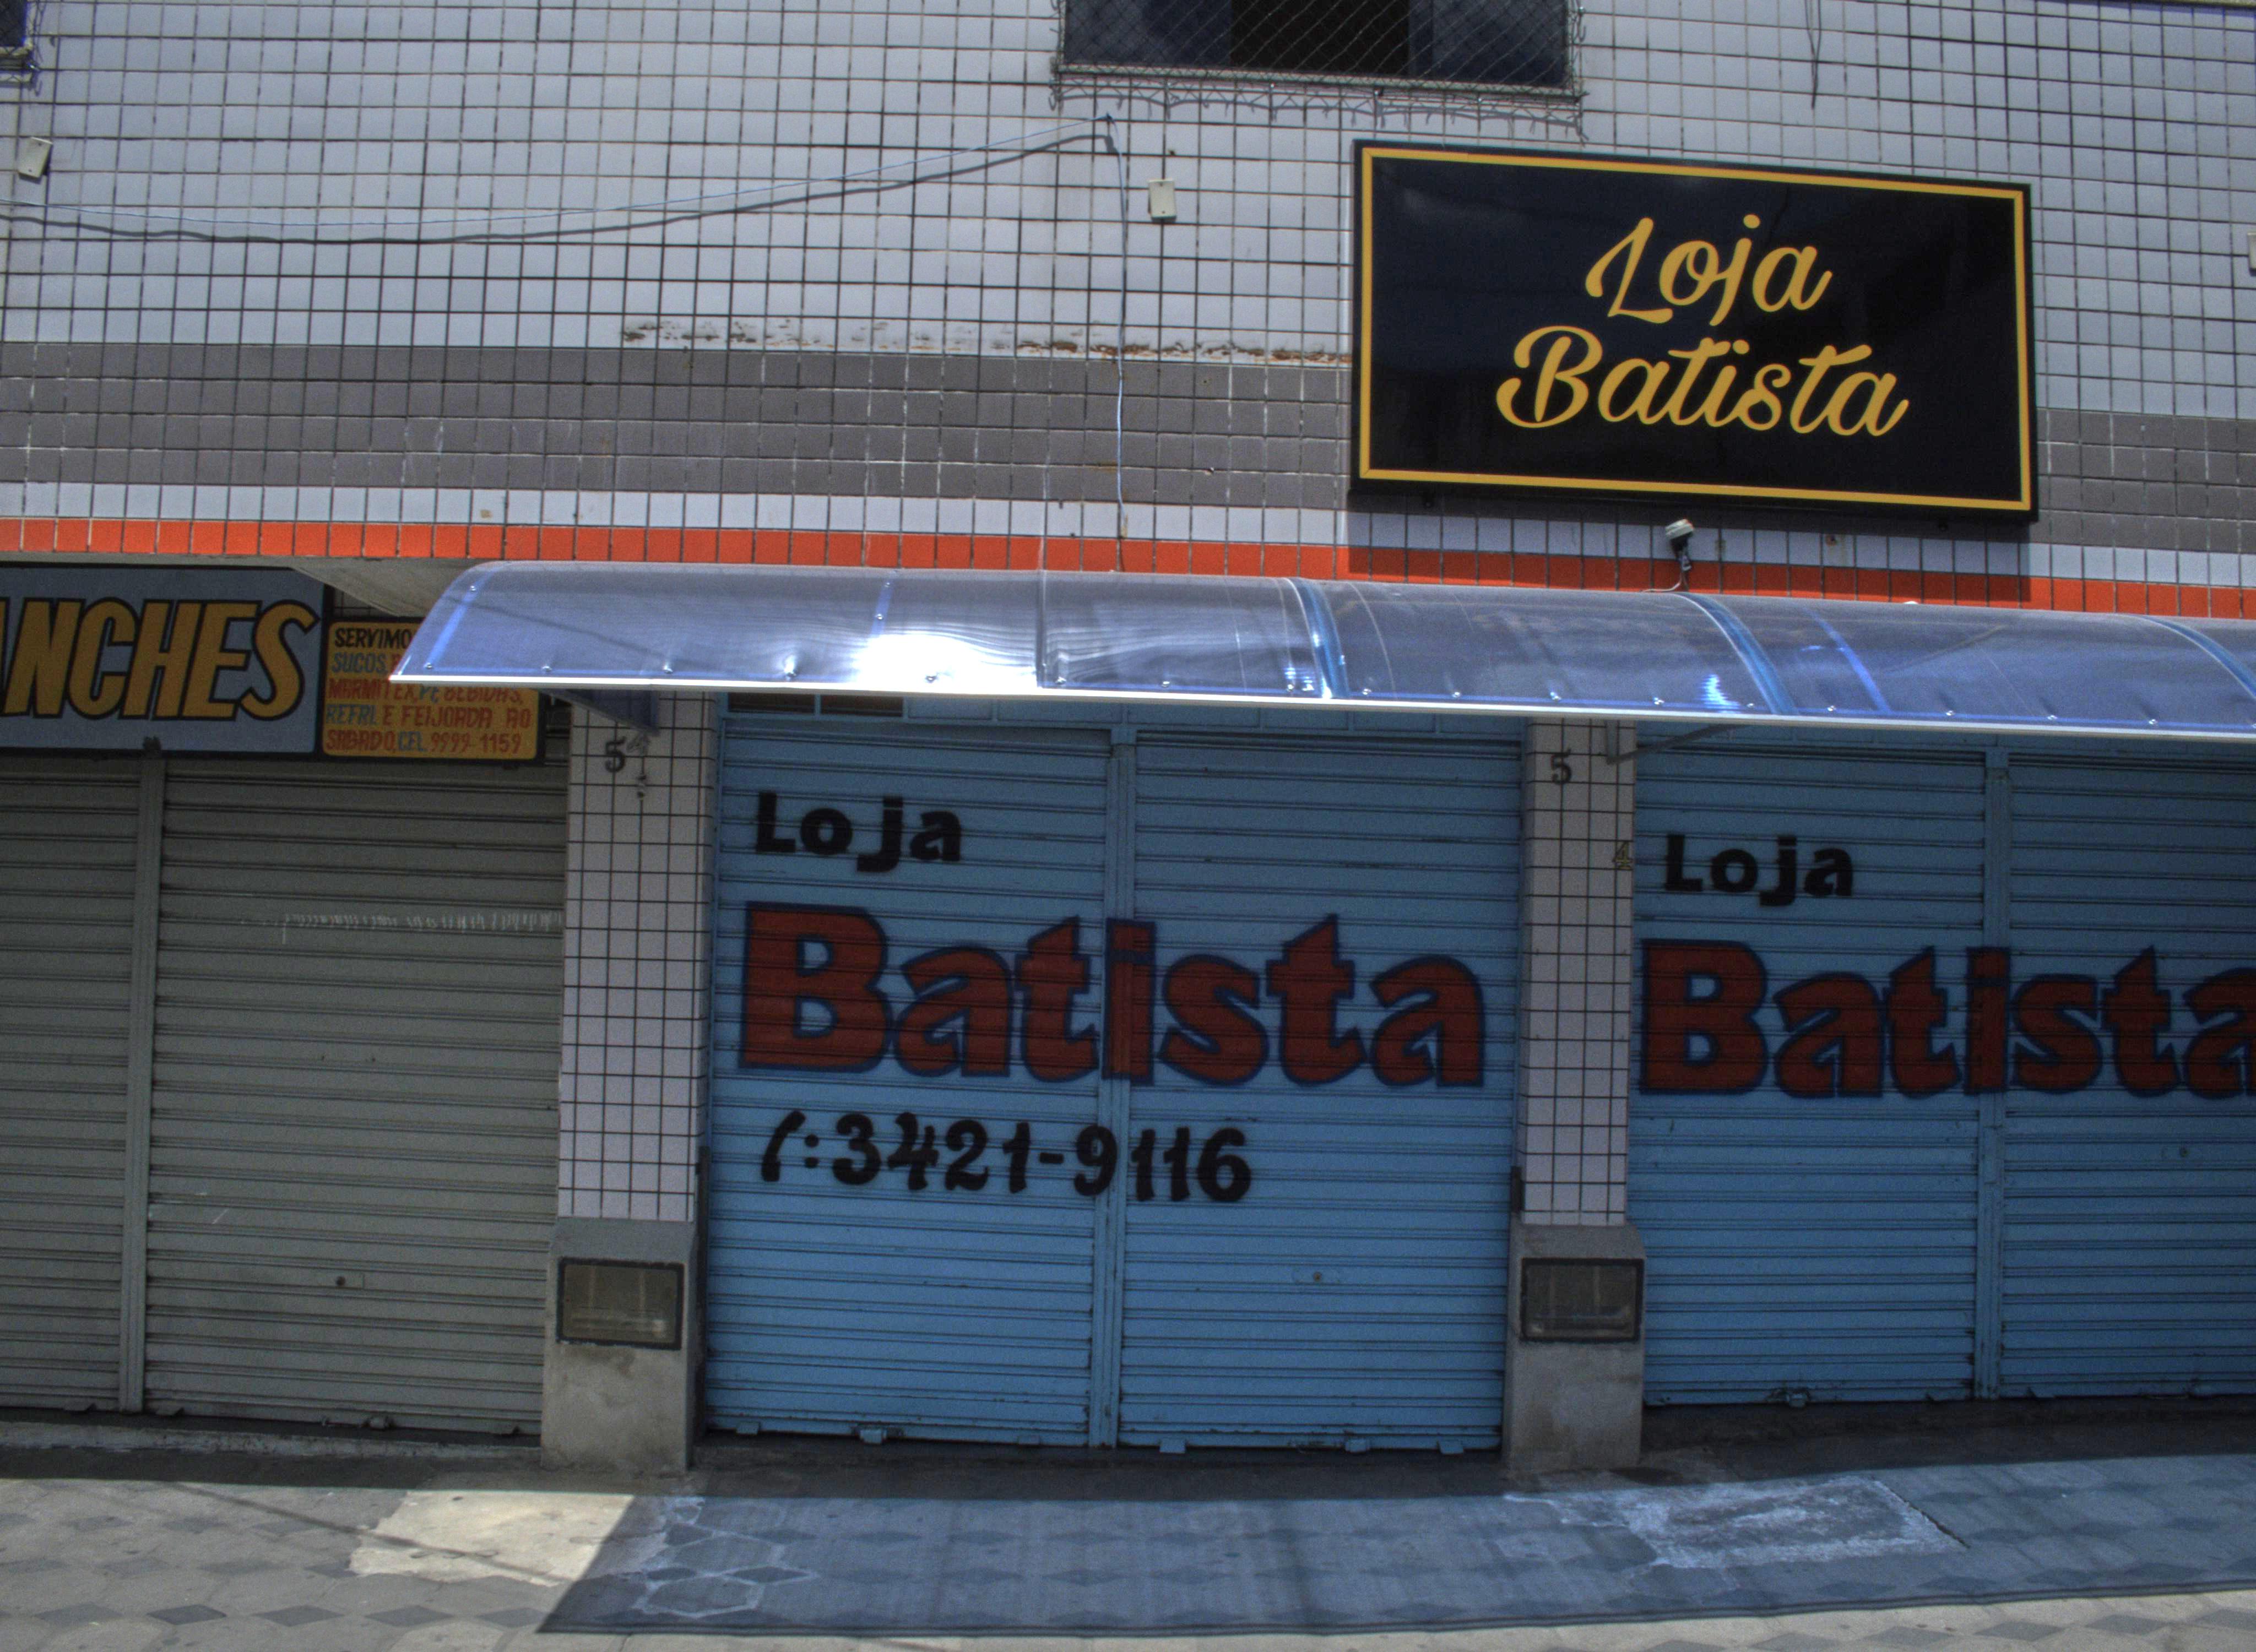 Loja
Batista
ANCHES
SERVIMO
SUCOS,
MARMITEX, PF, BEBIDAS,
REFRI, E FEIJOADA AO
SABADO, CEL 9999-1159
5
5
4
Loja
Batista
:3421-9116
Loja
Batista